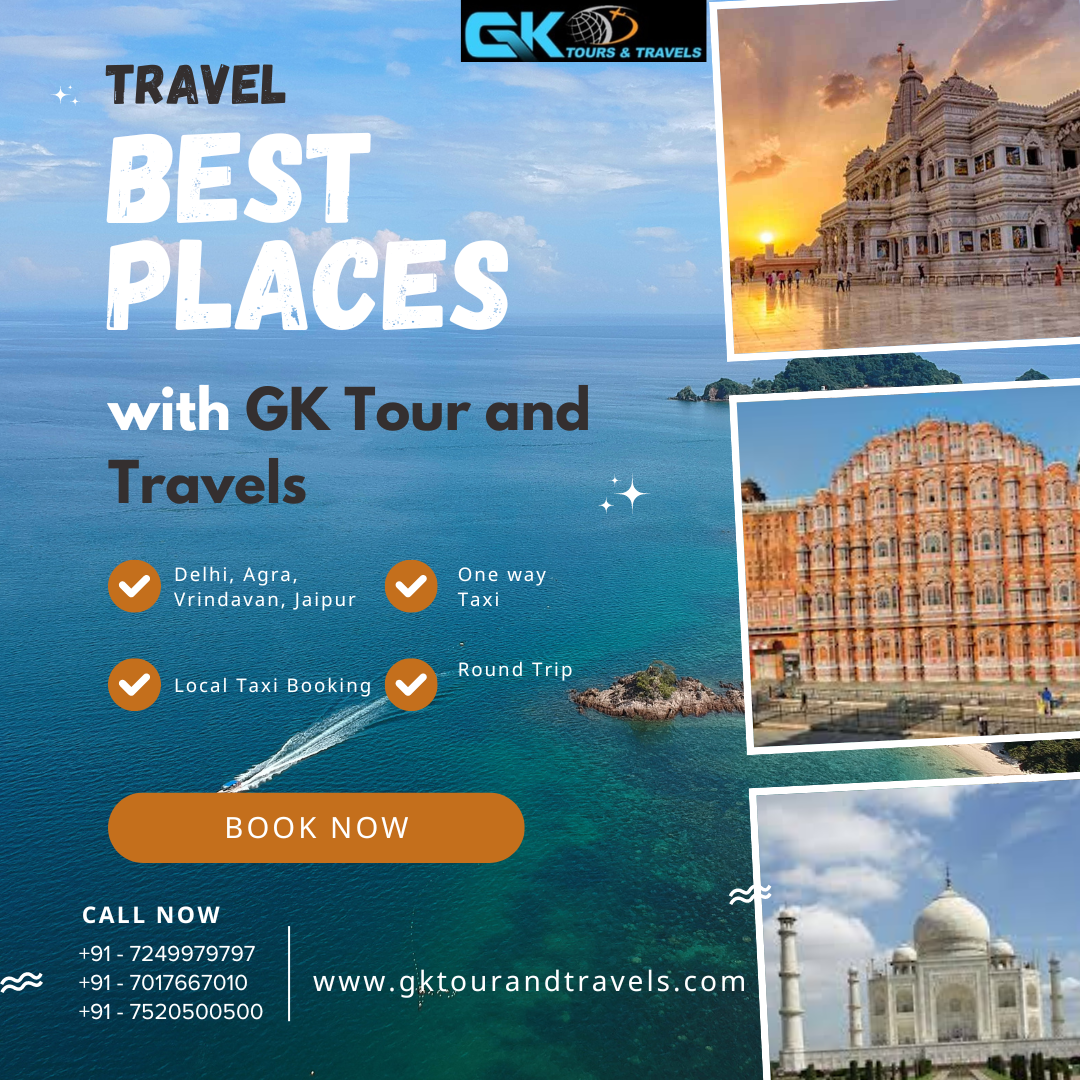 GK
TOURS & TRAVELS
TRAVEL
BEST
PLACES
with GK Tour and
Travels
Delhi, Agra,
Vrindavan, Jaipur
One way
Taxi
Local Taxi Booking
Round Trip
BOOK NOW
CALL NOW
+91 - 7249979797
+91 - 7017667010
+91 - 7520500500
www.gktourandtravels.com